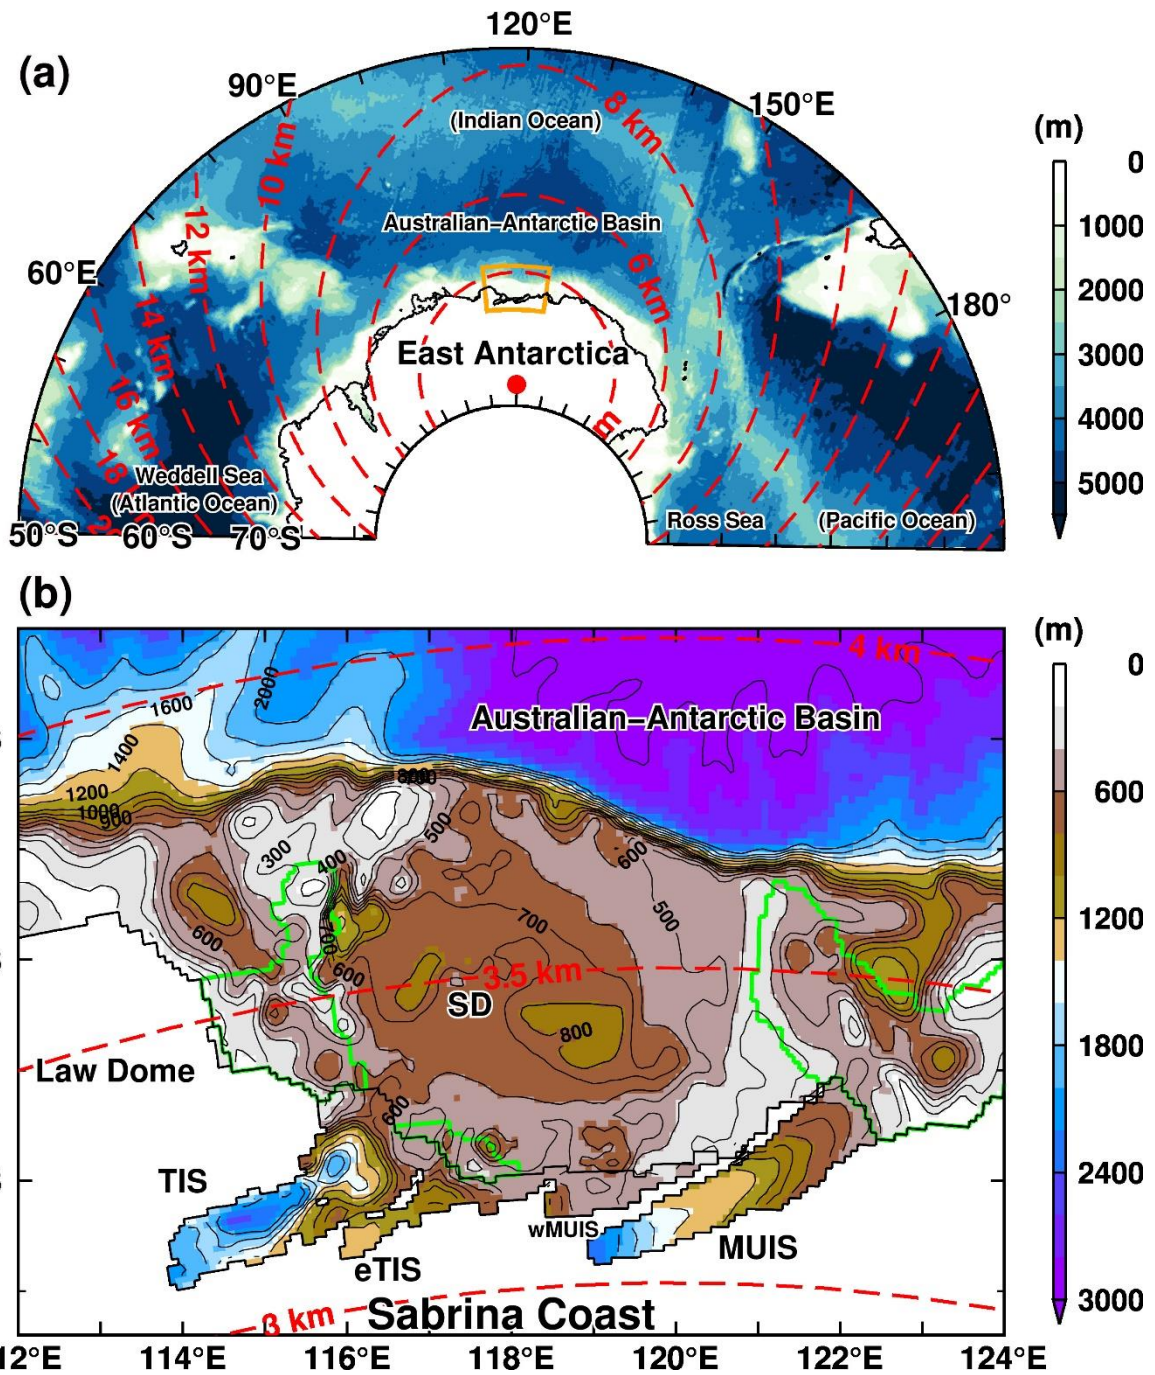 (a)
120°E
90°E
150°E
60°E
180°
(Indian Ocean)
Australian–Antarctic Basin
East Antarctica
Weddell Sea
(Atlantic Ocean)
Ross Sea
(Pacific Ocean)
50°S
60°S
70°S
8 km
10 km
12 km
6 km
14 km
16 km
18
m
(m)
0
1000
2000
3000
4000
5000
(b)
4 km
1600
2000
Australian–Antarctic Basin
1400
1200
1000
900
800
500
300
400
600
600
700
500
700
600
3.5 km
SD
800
Law Dome
600
TIS
wMUIS
MUIS
eTIS
3 km
Sabrina Coast
12°E
114°E
116°E
118°E
120°E
122°E
124°E
(m)
0
600
1200
1800
2400
3000